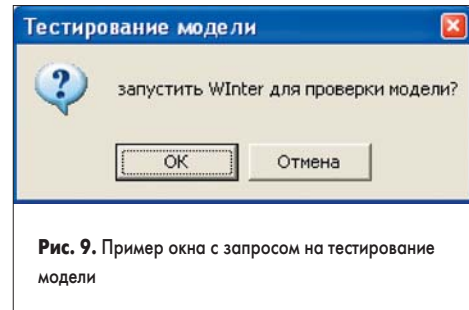 Тестирование модели
запустить WInter для проверки модели?
OK
Отмена
Рис. 9. Пример окна с запросом на тестирование
модели